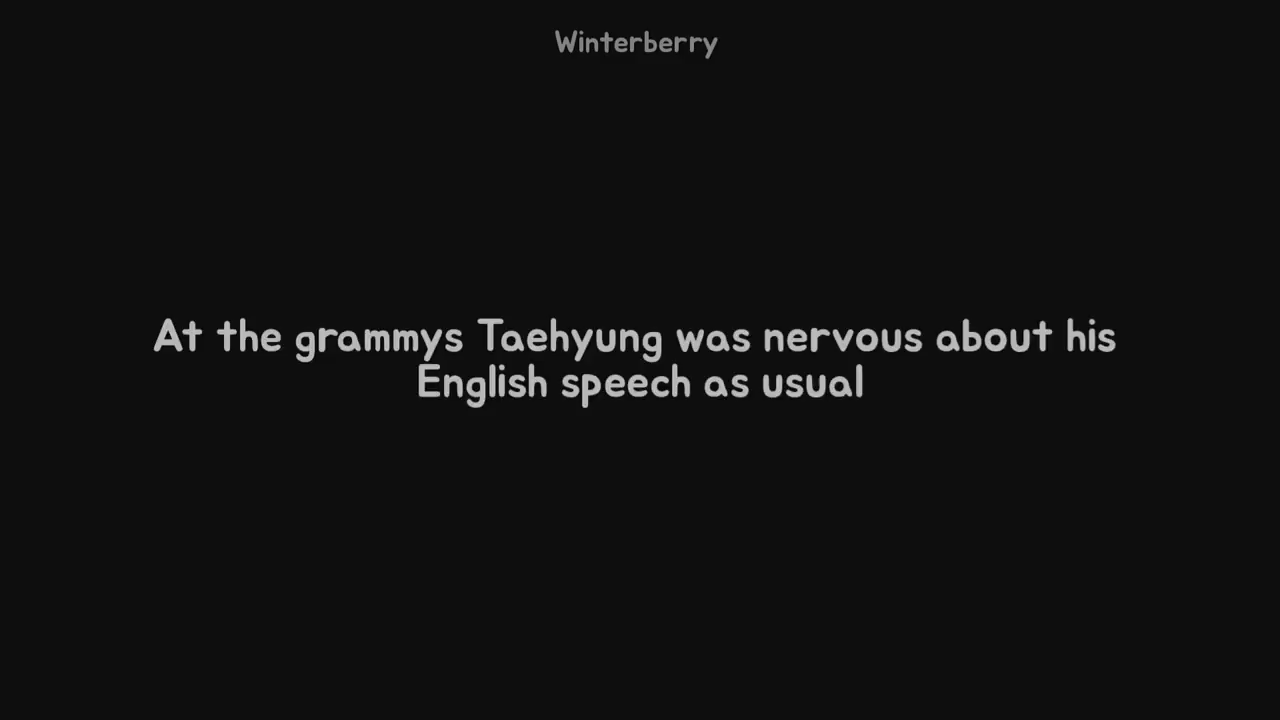 Winterberry
At the grammys Taehyung was nervous about his
English speech as usual